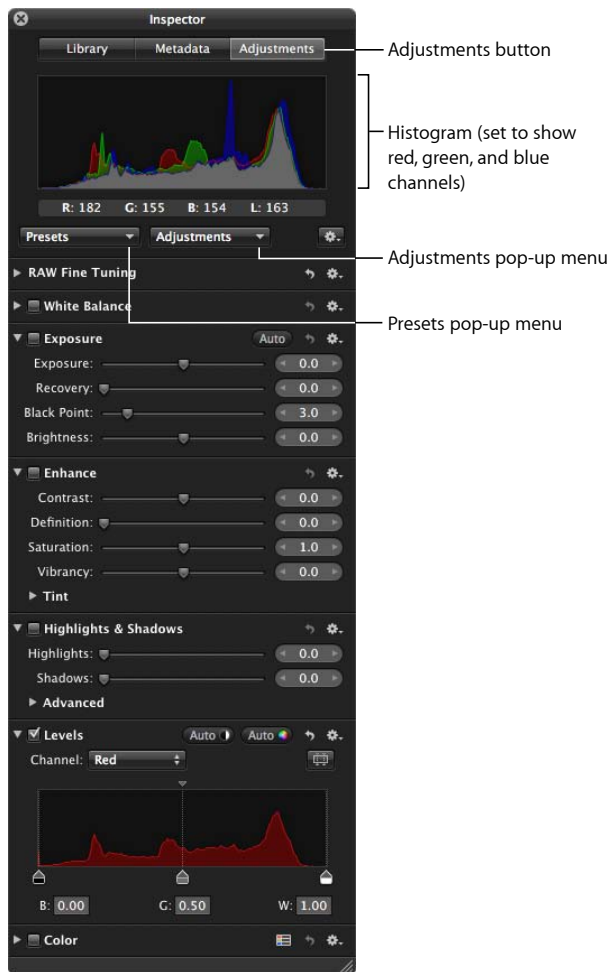 Inspector
Library Metadata Adjustments
Adjustments button
Histogram (set to show
red, green, and blue
channels)
R: 182 G: 155 B: 154 L: 163
Presets Adjustments
Adjustments pop-up menu
RAW Fine Tuning
Presets pop-up menu
White Balance
Exposure Auto
Exposure: 0.0
Recovery: 0.0
Black Point: 3.0
Brightness: 0.0
Enhance
Contrast: 0.0
Definition: 0.0
Saturation: 1.0
Vibrancy: 0.0
Tint
Highlights & Shadows
Highlights: 0.0
Shadows: 0.0
Advanced
Levels Auto Auto
Channel: Red
B: 0.00 G: 0.50 W: 1.00
Color